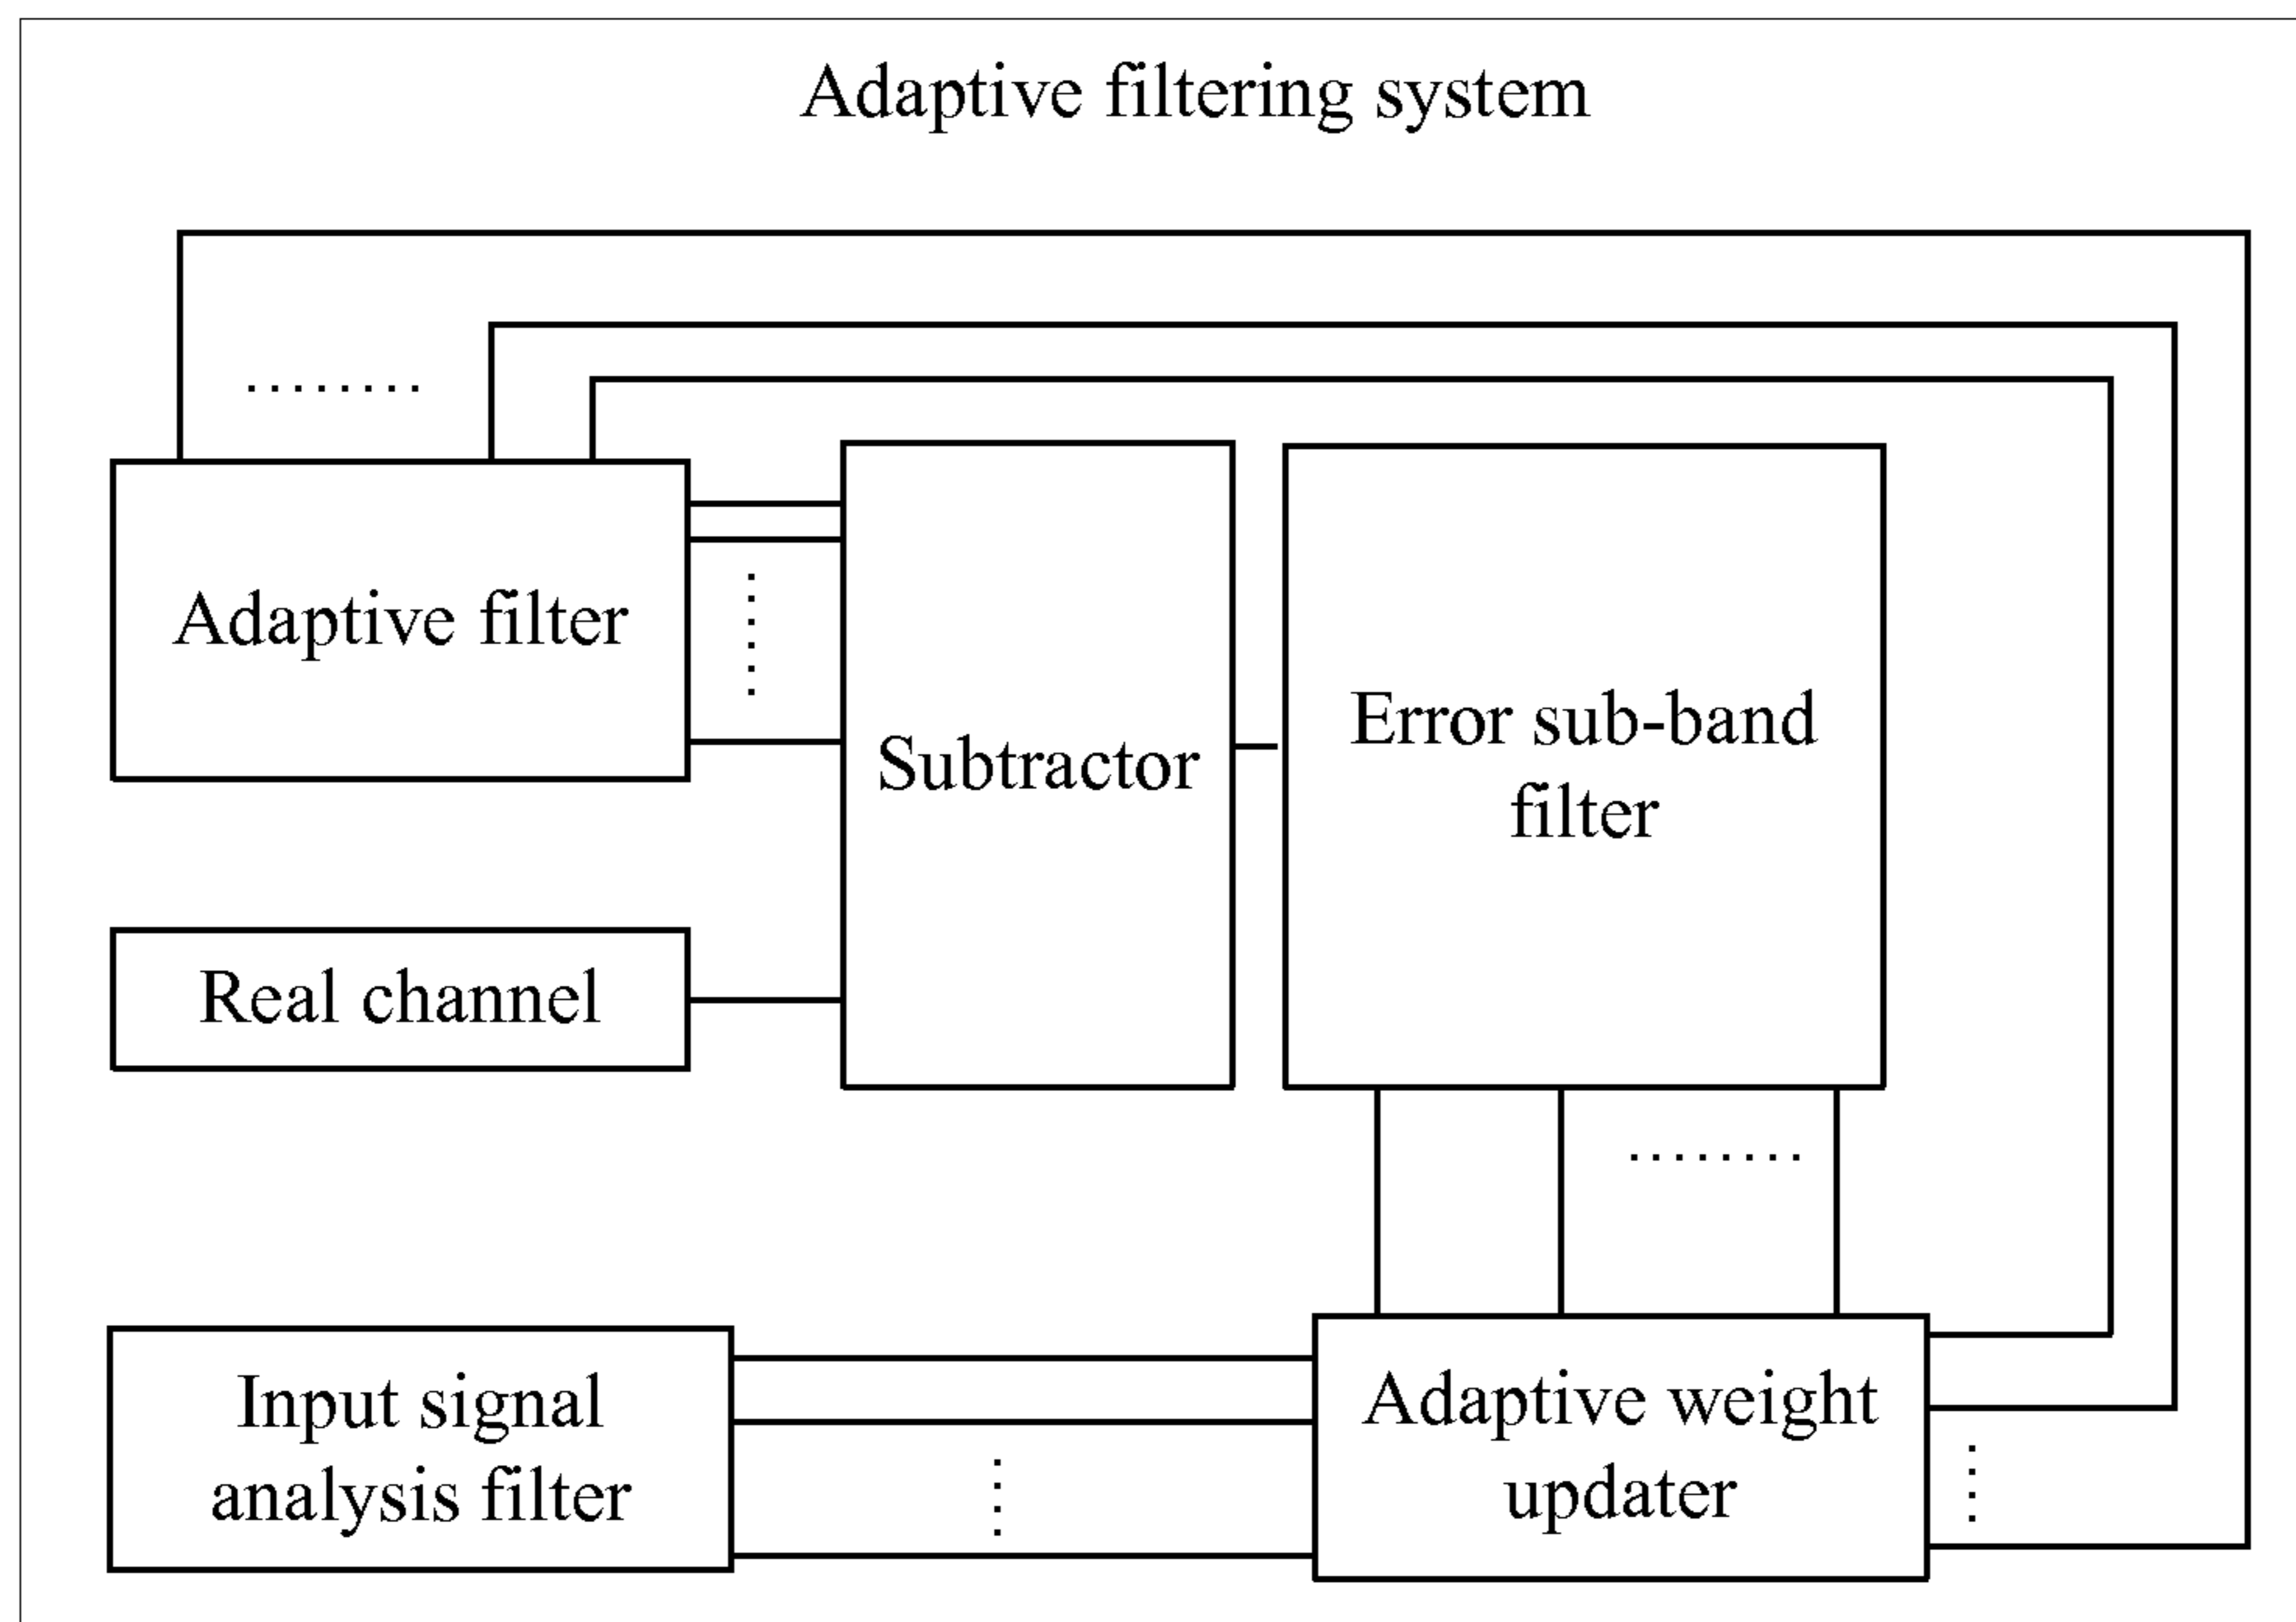 Adaptive filtering system
Adaptive filter
Subtractor
Error sub-band
filter
Real channel
Input signal
analysis filter
Adaptive weight
updater